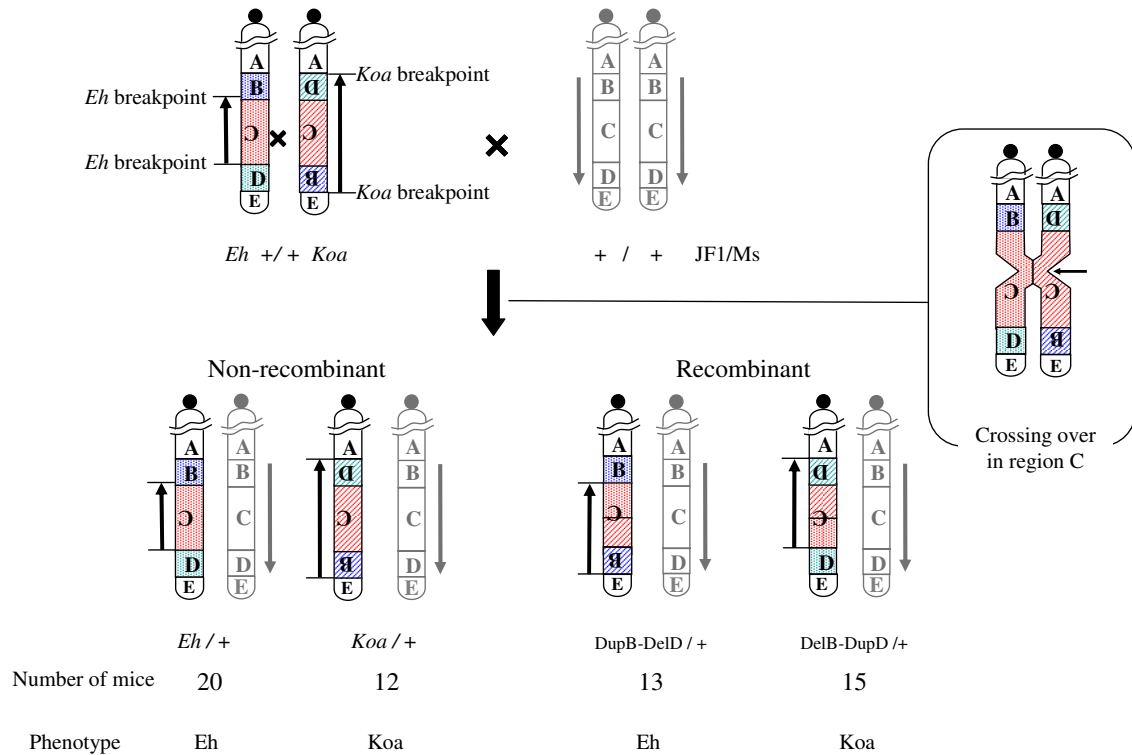 A A A A
B D B B
Koa breakpoint
Eh breakpoint
C C C C
Eh breakpoint
D B D D
Koa breakpoint
E E E E
Eh +/+ Koa
+ / + JF1/Ms
A A
B D
C C
D B
E E
Crossing over
in region C
Non-recombinant
Recombinant
A A A A A A A A
B B D B B B D B
C C C C C C C C
D D B D B D D D
E E E E E E E E
Eh / +
Koa / +
DupB-DelD / +
DelB-DupD /+
Number of mice
20
12
13
15
Phenotype
Eh
Koa
Eh
Koa